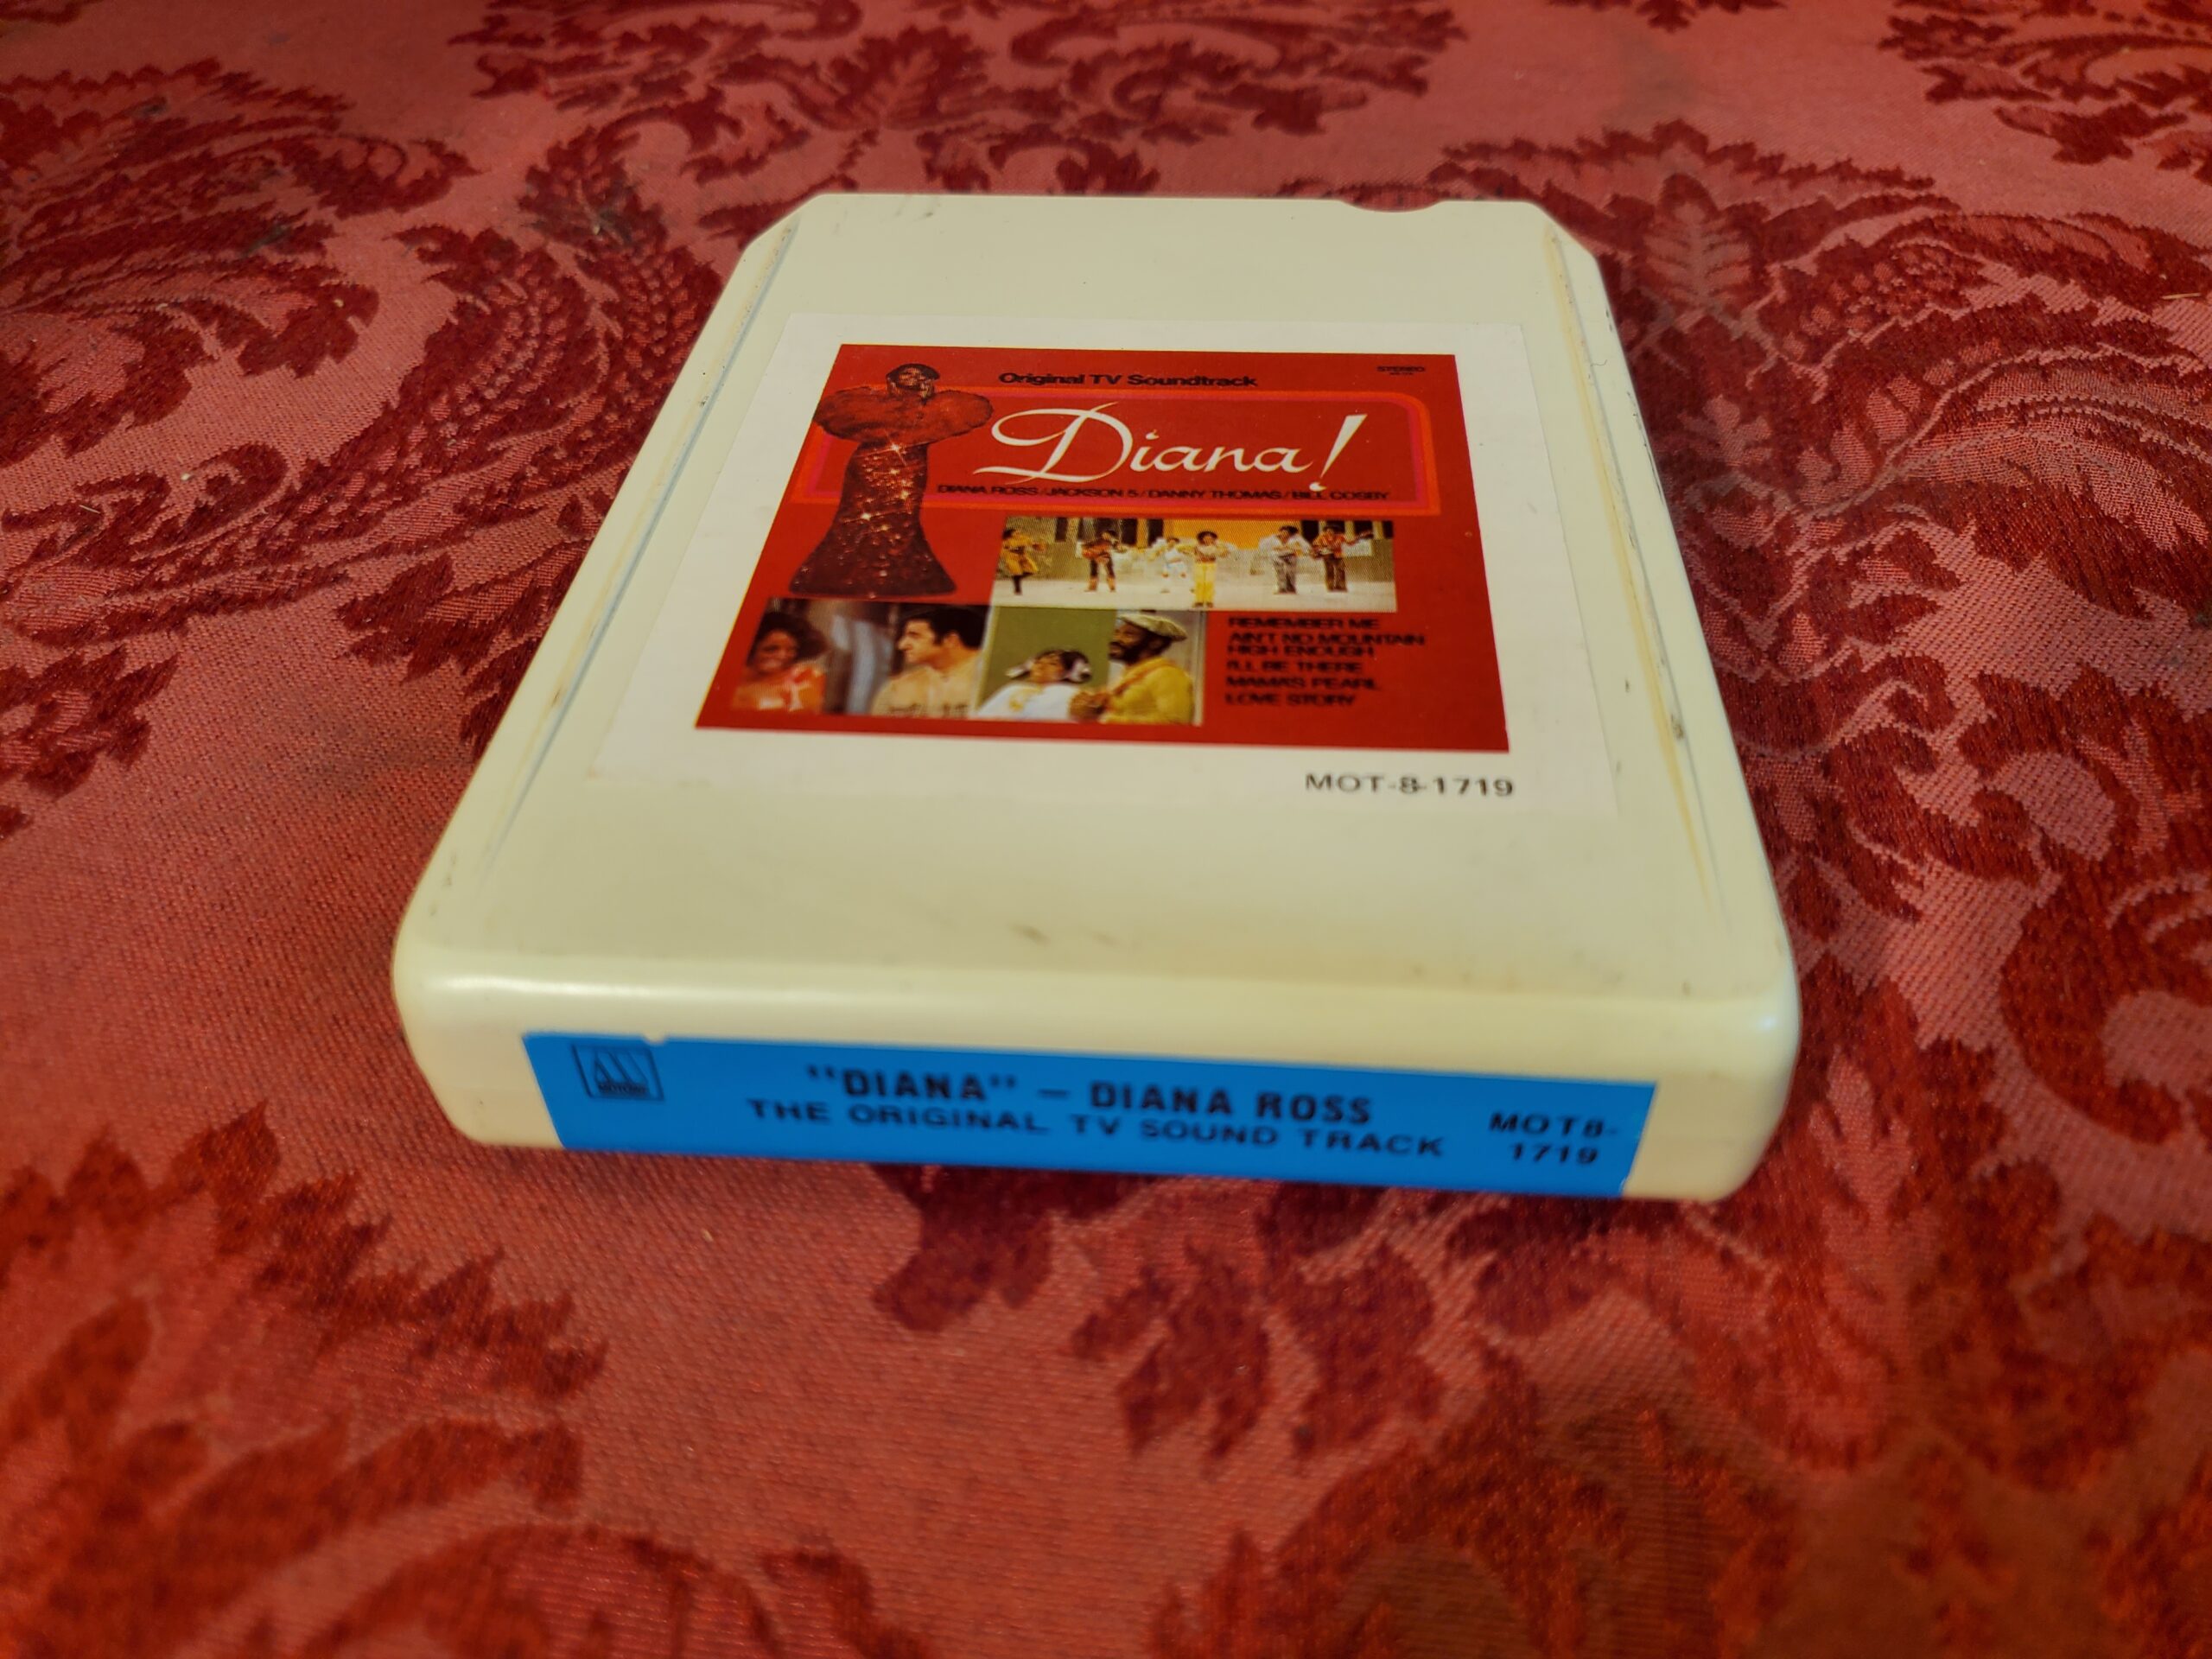 Original TV Soundtrack
STEREO
Diana!
DIANA ROSS/JACKSON 5/DANNY THOMAS/BILL COSBY
REMEMBER ME
AIN'T NO MOUNTAIN
HIGH ENOUGH
I'LL BE THERE
MAMA'S PEARL
LOVE STORY
MOT-8-1719
MOTOWN
"DIANA" - DIANA ROSS
THE ORIGINAL TV SOUND TRACK
MOT8-
1719